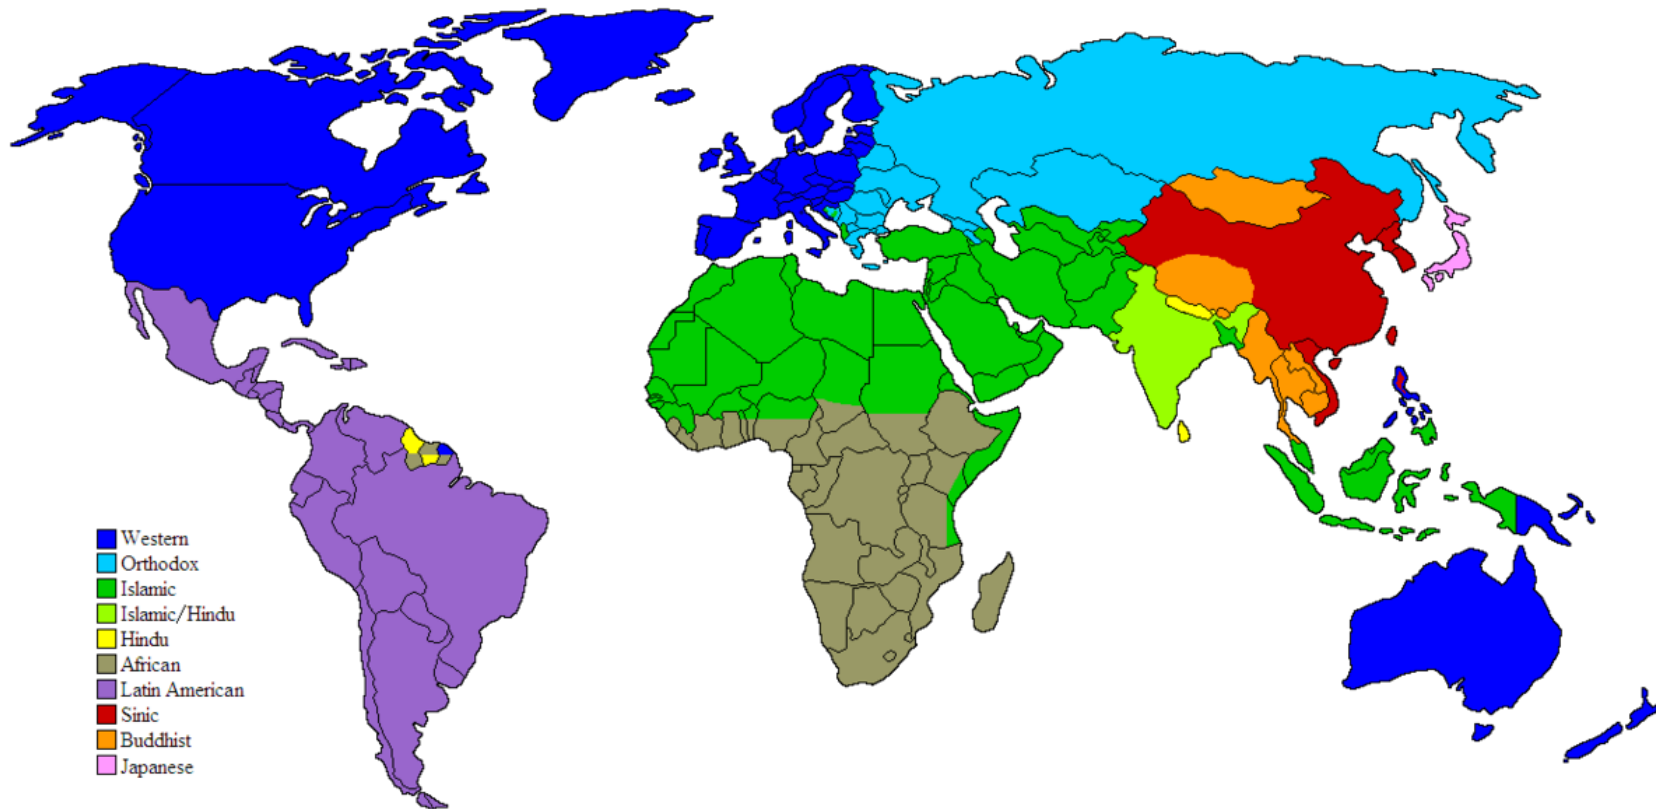 Western
Orthodox
Islamic
Islamic/Hindu
Hindu
African
Latin American
Sinic
Buddhist
Japanese